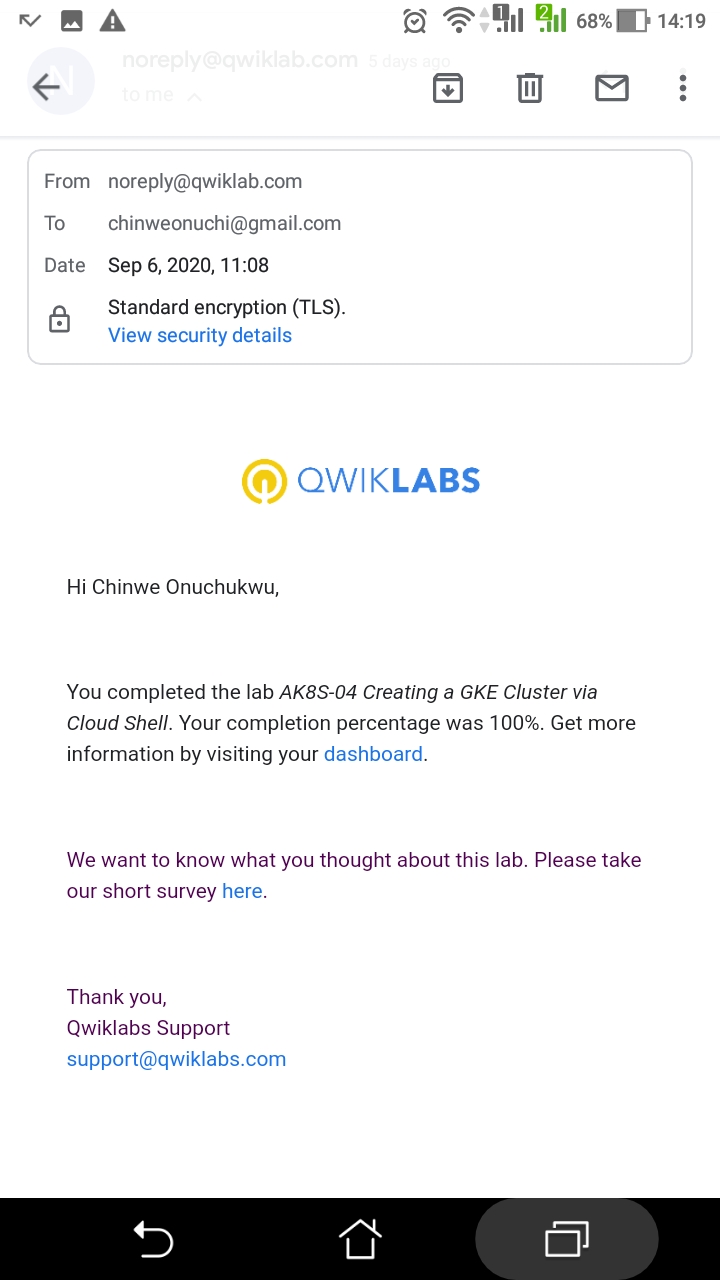 1 2 68% 14:19
N noreply@qwiklab.com 5 days ago
to me
From noreply@qwiklab.com
To chinweonuchi@gmail.com
Date Sep 6, 2020, 11:08
Standard encryption (TLS).
View security details
QWIKLABS
Hi Chinwe Onuchukwu,
You completed the lab AK8S-04 Creating a GKE Cluster via
Cloud Shell. Your completion percentage was 100%. Get more
information by visiting your dashboard.
We want to know what you thought about this lab. Please take
our short survey here.
Thank you,
Qwiklabs Support
support@qwiklabs.com